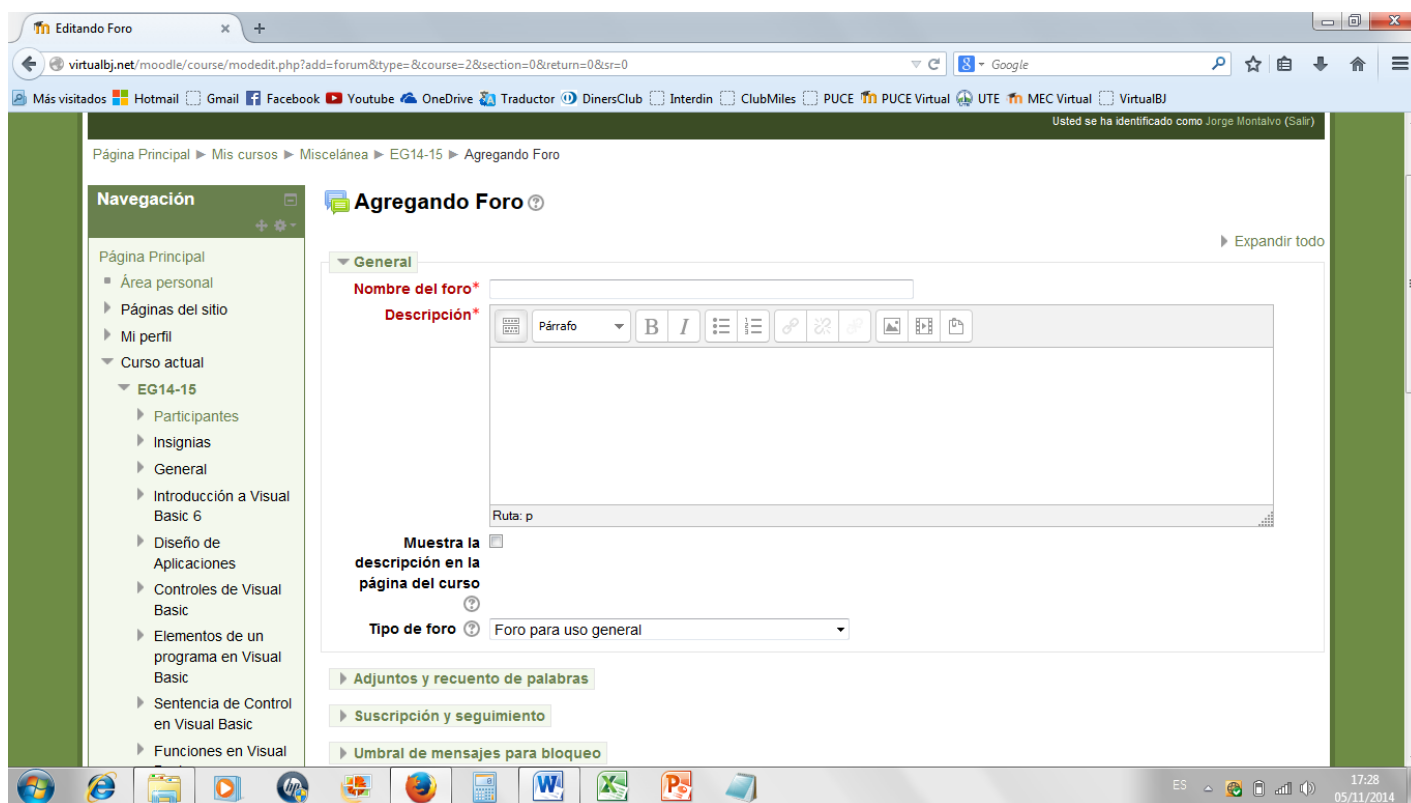 Editando Foro
virtualbj.net/moodle/course/modedit.php?add=forum&type=&course=2&section=0&return=0&sr=0
Google
Más visitados Hotmail Gmail Facebook Youtube OneDrive Traductor DinersClub Interdin ClubMiles PUCE PUCE Virtual UTE MEC Virtual VirtualBJ
Usted se ha identificado como Jorge Montalvo (Salir)
Página Principal ► Mis cursos ► Miscelánea ► EG14-15 ► Agregando Foro
Navegación
Página Principal
Área personal
Páginas del sitio
Mi perfil
Curso actual
EG14-15
Participantes
Insignias
General
Introducción a Visual
Basic 6
Diseño de
Aplicaciones
Controles de Visual
Basic
Elementos de un
programa en Visual
Basic
Sentencia de Control
en Visual Basic
Funciones en Visual
Agregando Foro
Expandir todo
General
Nombre del foro*
Descripción*
Párrafo
B I
Ruta: p
Muestra la
descripción en la
página del curso
Tipo de foro Foro para uso general
Adjuntos y recuento de palabras
Suscripción y seguimiento
Umbral de mensajes para bloqueo
ES
17:28
05/11/2014